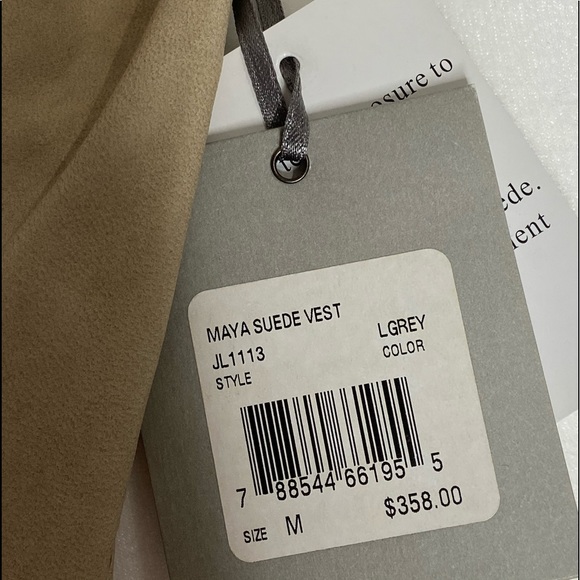 sure to
ede.
ent
MAYA SUEDE VEST
JL1113 LGREY
STYLE COLOR
7 88544 66195 5
SIZE M $358.00